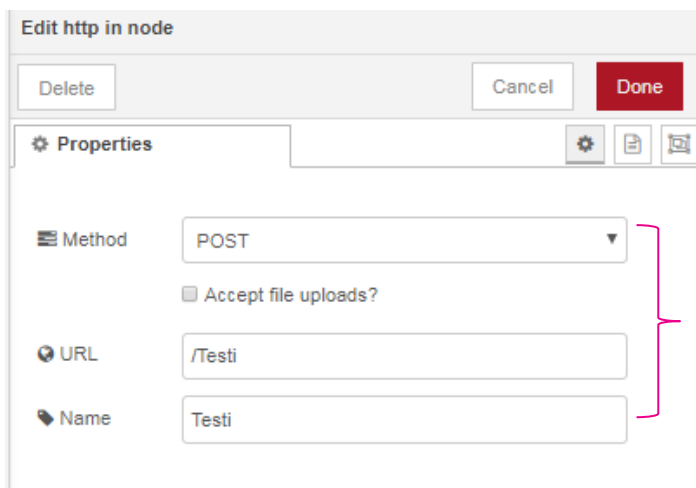 Edit http in node
Delete Cancel Done
Properties
Method POST
Accept file uploads?
URL /Testi
Name Testi